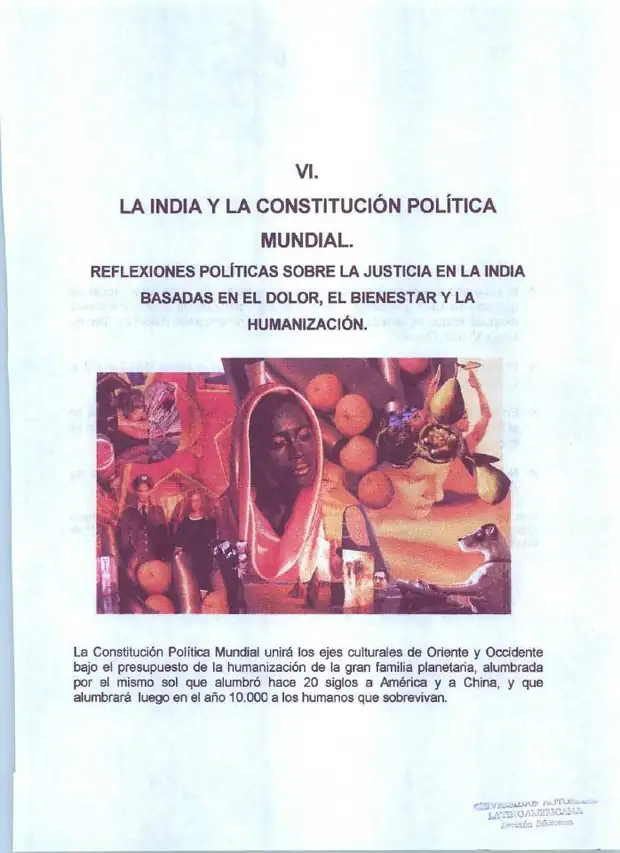 VI.
LA INDIA Y LA CONSTITUCIÓN POLÍTICA
MUNDIAL.
REFLEXIONES POLÍTICAS SOBRE LA JUSTICIA EN LA INDIA
BASADAS EN EL DOLOR, EL BIENESTAR Y LA
HUMANIZACIÓN.
La Constitución Política Mundial unirá los ejes culturales de Oriente y Occidente
bajo el presupuesto de la humanización de la gran familia planetaria, alumbrada
por el mismo sol que alumbró hace 20 siglos a América y a China, y que
alumbrará luego en el año 10.000 a los humanos que sobrevivan.
LATINOAMERICANA